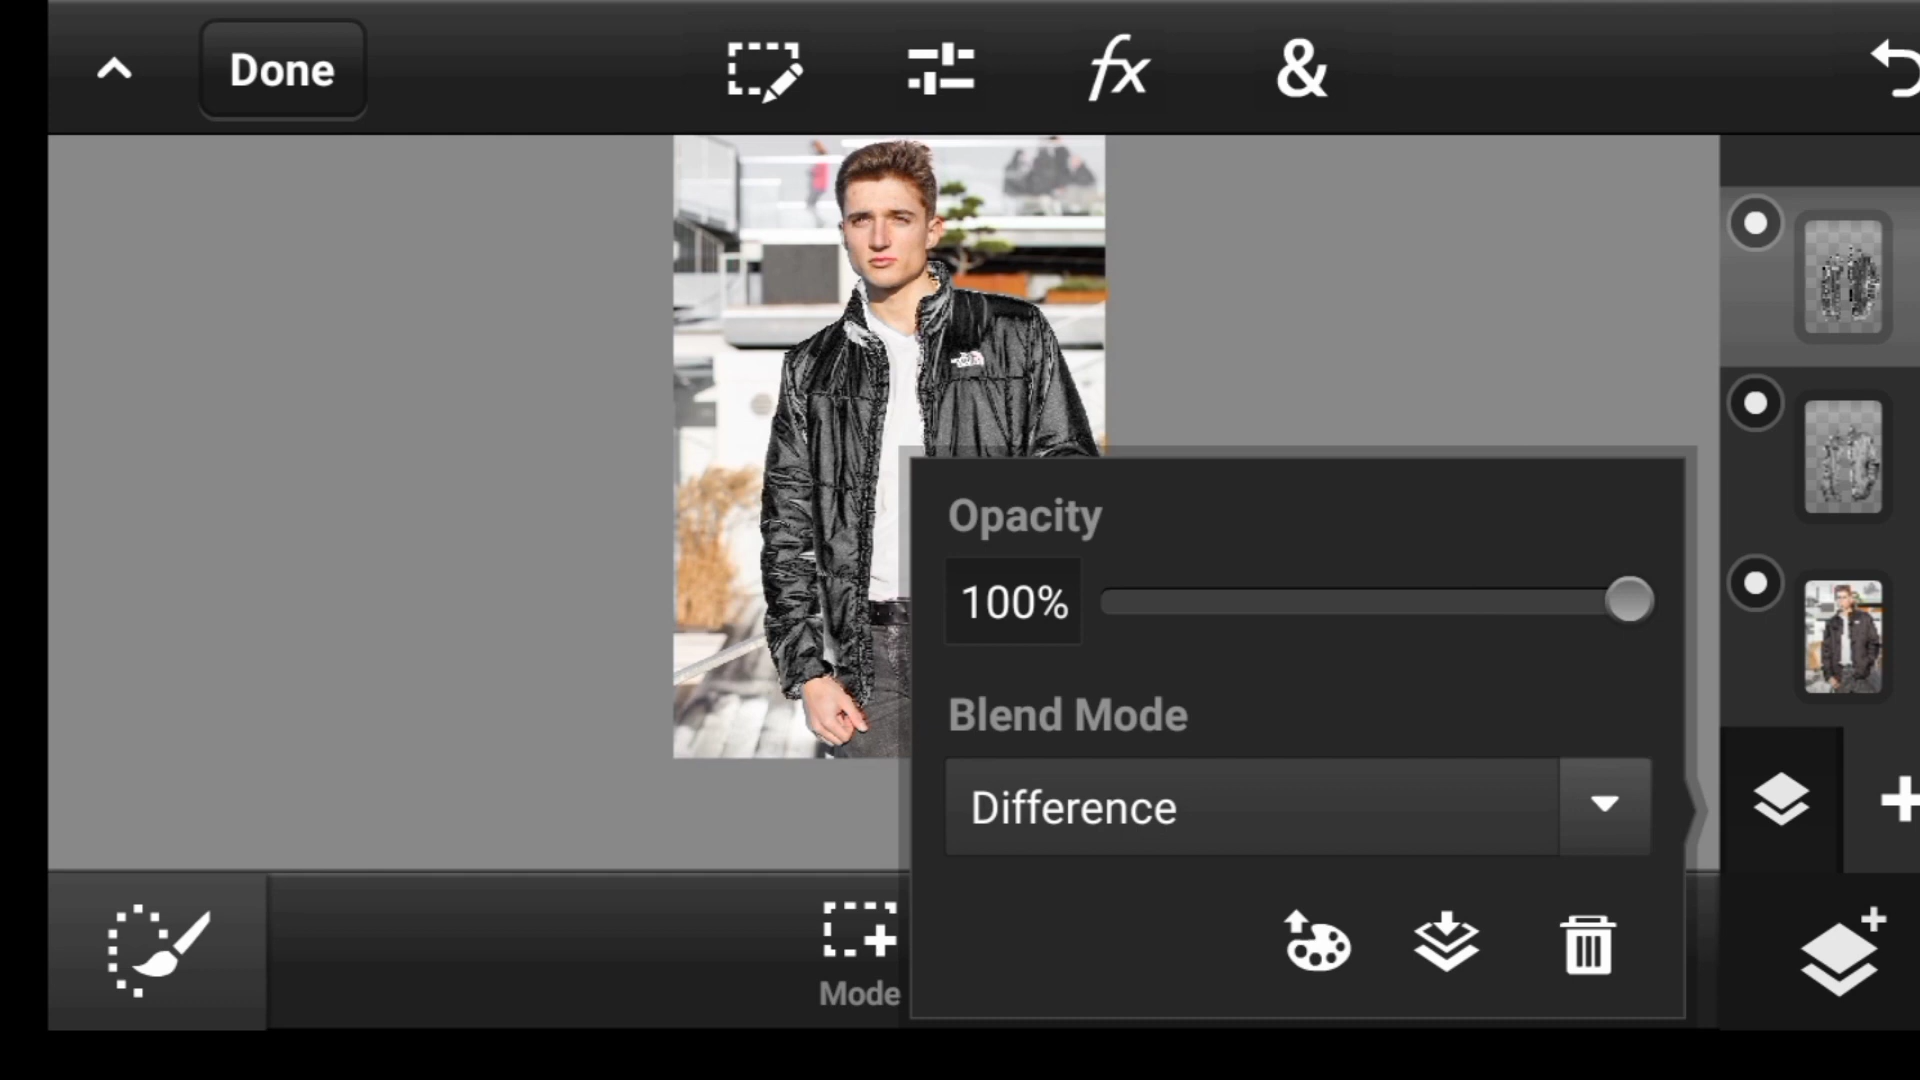 Done
fx
&
Opacity
100%
Blend Mode
Difference
Mode